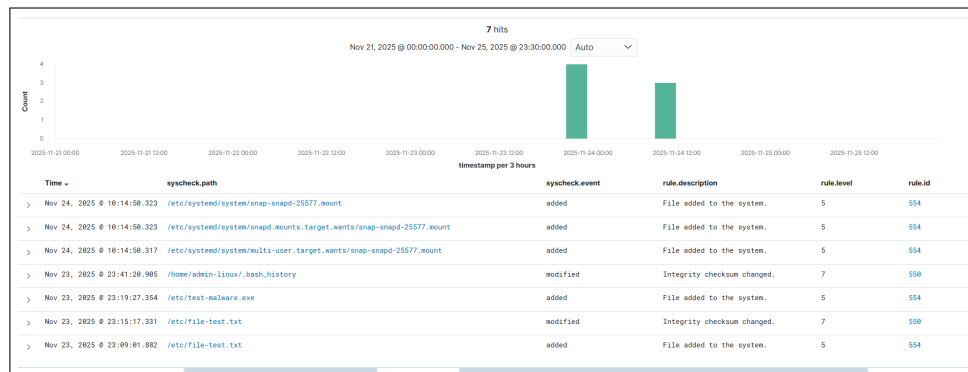 7 hits
Nov 21, 2025 @ 00:00:00.000 - Nov 25, 2025 @ 23:30:00.000 Auto
Count
4
3
2
1
0
2025-11-21 00:00 2025-11-21 12:00 2025-11-22 00:00 2025-11-22 12:00 2025-11-23 00:00 2025-11-23 12:00 2025-11-24 00:00 2025-11-24 12:00 2025-11-25 00:00 2025-11-25 12:00
timestamp per 3 hours
Time syscheck.path syscheck.event rule.description rule.level rule.id
Nov 24, 2025 @ 10:14:50.323 /etc/systemd/system/snap-snapd-25577.mount added File added to the system. 5 554
Nov 24, 2025 @ 10:14:50.323 /etc/systemd/system/snapd.mounts.target.wants/snap-snapd-25577.mount added File added to the system. 5 554
Nov 24, 2025 @ 10:14:50.317 /etc/systemd/system/multi-user.target.wants/snap-snapd-25577.mount added File added to the system. 5 554
Nov 23, 2025 @ 23:41:20.905 /home/admin-linux/.bash_history modified Integrity checksum changed. 7 550
Nov 23, 2025 @ 23:19:27.354 /etc/test-malware.exe added File added to the system. 5 554
Nov 23, 2025 @ 23:15:17.331 /etc/file-test.txt modified Integrity checksum changed. 7 550
Nov 23, 2025 @ 23:09:01.882 /etc/file-test.txt added File added to the system. 5 554